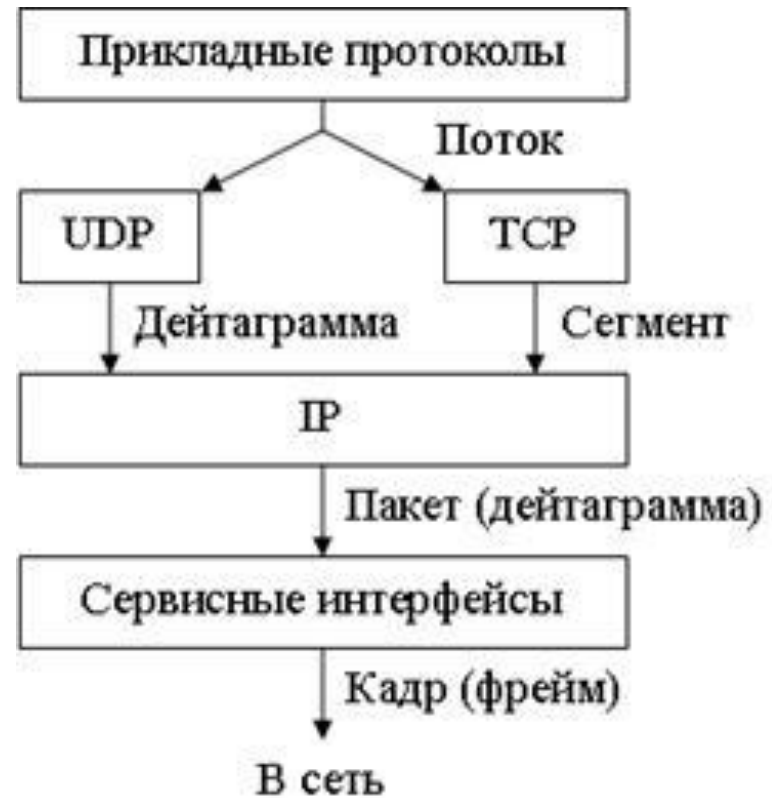 Прикладные протоколы
Поток
UDP
TCP
Дейтаграмма
Сегмент
IP
Пакет (дейтаграмма)
Сервисные интерфейсы
Кадр (фрейм)
В сеть